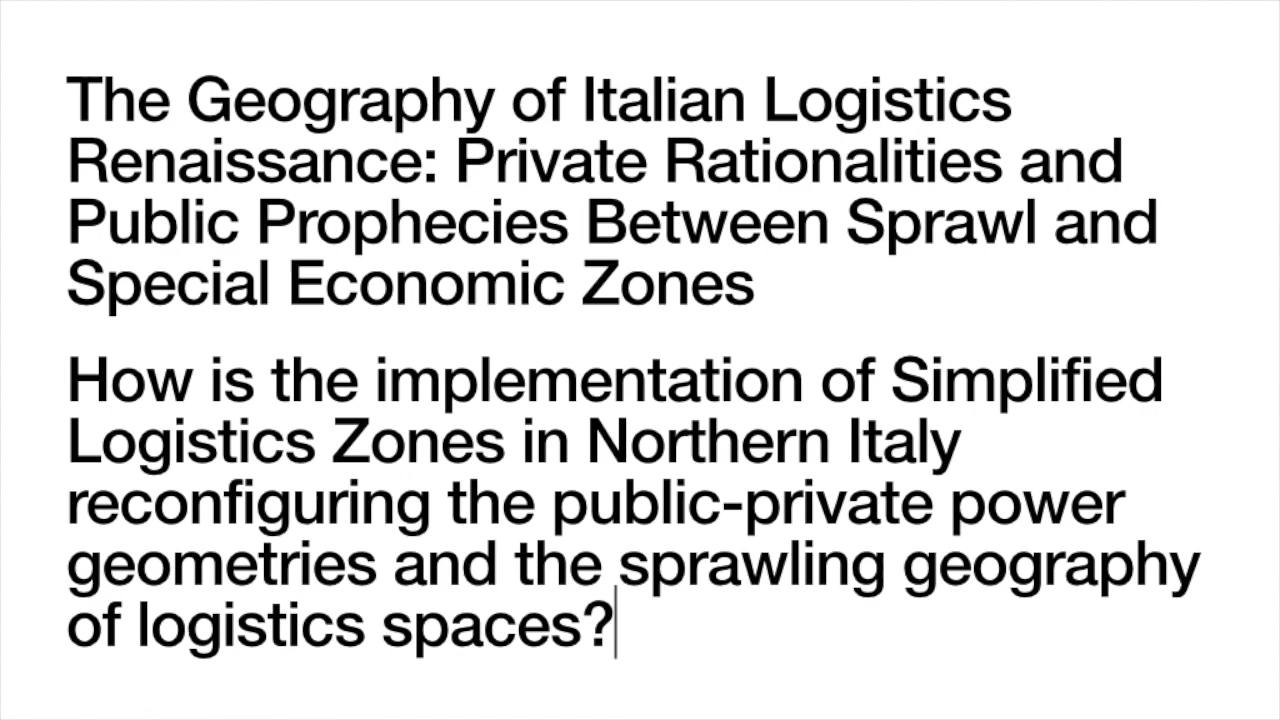 The Geography of Italian Logistics
Renaissance: Private Rationalities and
Public Prophecies Between Sprawl and
Special Economic Zones
How is the implementation of Simplified
Logistics Zones in Northern Italy
reconfiguring the public-private power
geometries and the sprawling geography
of logistics spaces?